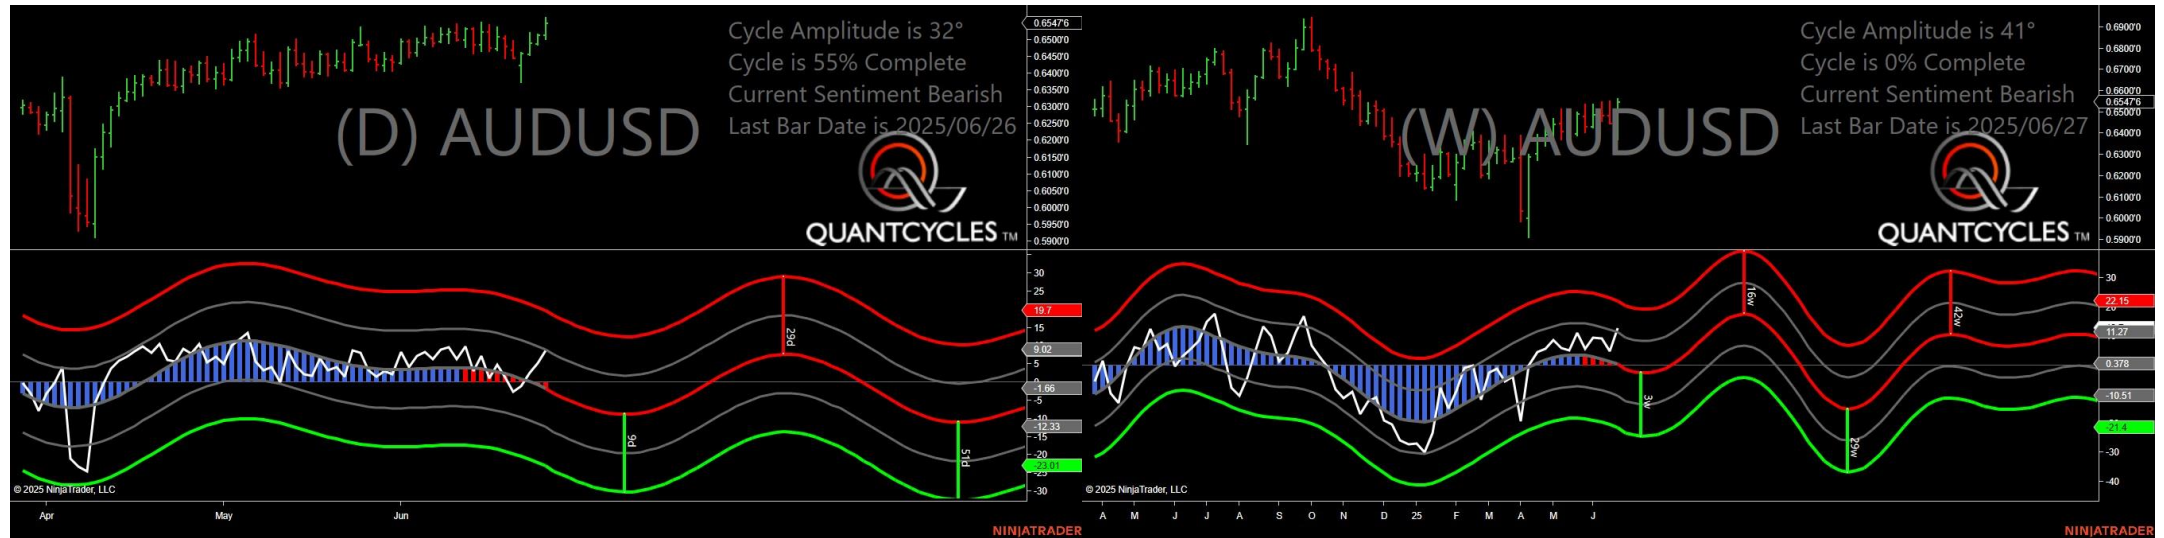 Cycle Amplitude is 32°
Cycle is 55% Complete
Current Sentiment Bearish
Last Bar Date is 2025/06/26
(D) AUDUSD
QUANTCYCLES TM
0.6547'6
0.6500'0
0.6450'0
0.6400'0
0.6350'0
0.6300'0
0.6250'0
0.6200'0
0.6150'0
0.6100'0
0.6050'0
0.6000'0
0.5950'0
0.5900'0
30
25
19.7
15
9.02
5
-1.66
-5
-10
-12.33
-15
-20
-23.01
-30
9d
29d
51d
© 2025 NinjaTrader, LLC
Apr May Jun
NINJATRADER
Cycle Amplitude is 41°
Cycle is 0% Complete
Current Sentiment Bearish
Last Bar Date is 2025/06/27
(W) AUDUSD
QUANTCYCLES TM
0.6900'0
0.6800'0
0.6700'0
0.6600'0
0.6547'6
0.6500'0
0.6400'0
0.6300'0
0.6200'0
0.6100'0
0.6000'0
0.5900'0
30
22.15
11.27
0.378
-10.51
-21.4
-30
-40
3w
16w
29w
42w
© 2025 NinjaTrader, LLC
A M J J A S O N D 25 F M A M J
NINJATRADER